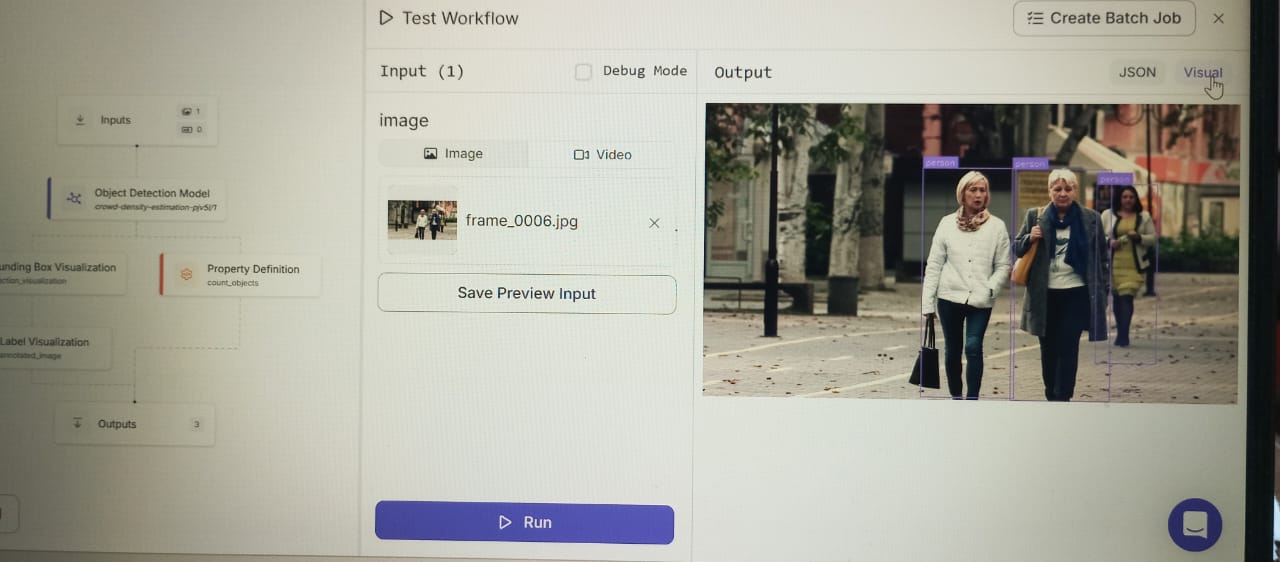 Test Workflow
Create Batch Job
Input (1)
Debug Mode
Output
JSON
Visual
image
Image
Video
frame_0006.jpg
Save Preview Input
Run
Inputs
1
0
Object Detection Model
crowd-density-estimation-pjv5l/1
unding Box Visualization
ection_visualization
Property Definition
count_objects
Label Visualization
annotated_image
Outputs
3
person
person
person